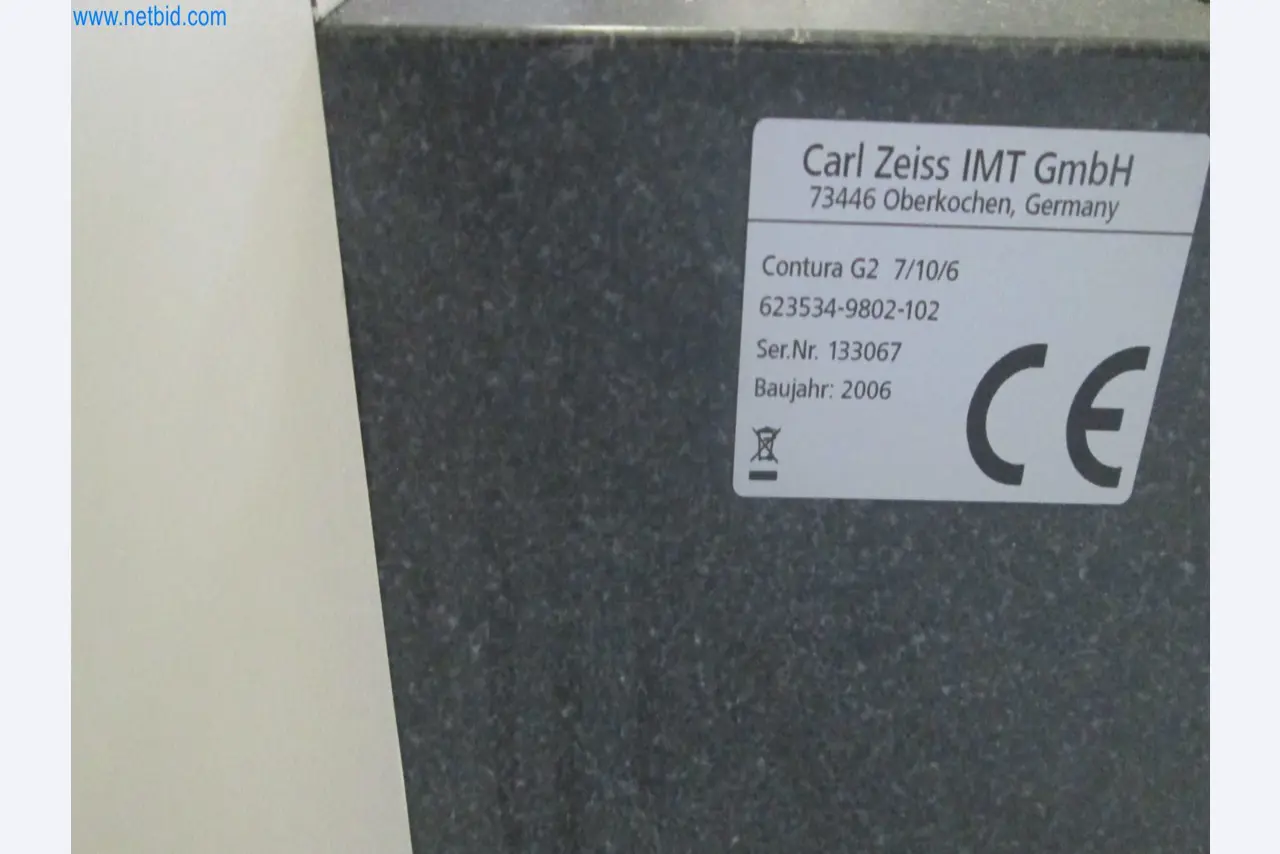 www.netbid.com
Carl Zeiss IMT GmbH
73446 Oberkochen, Germany
Contura G2 7/10/6
623534-9802-102
Ser.Nr. 133067
Baujahr: 2006
CE